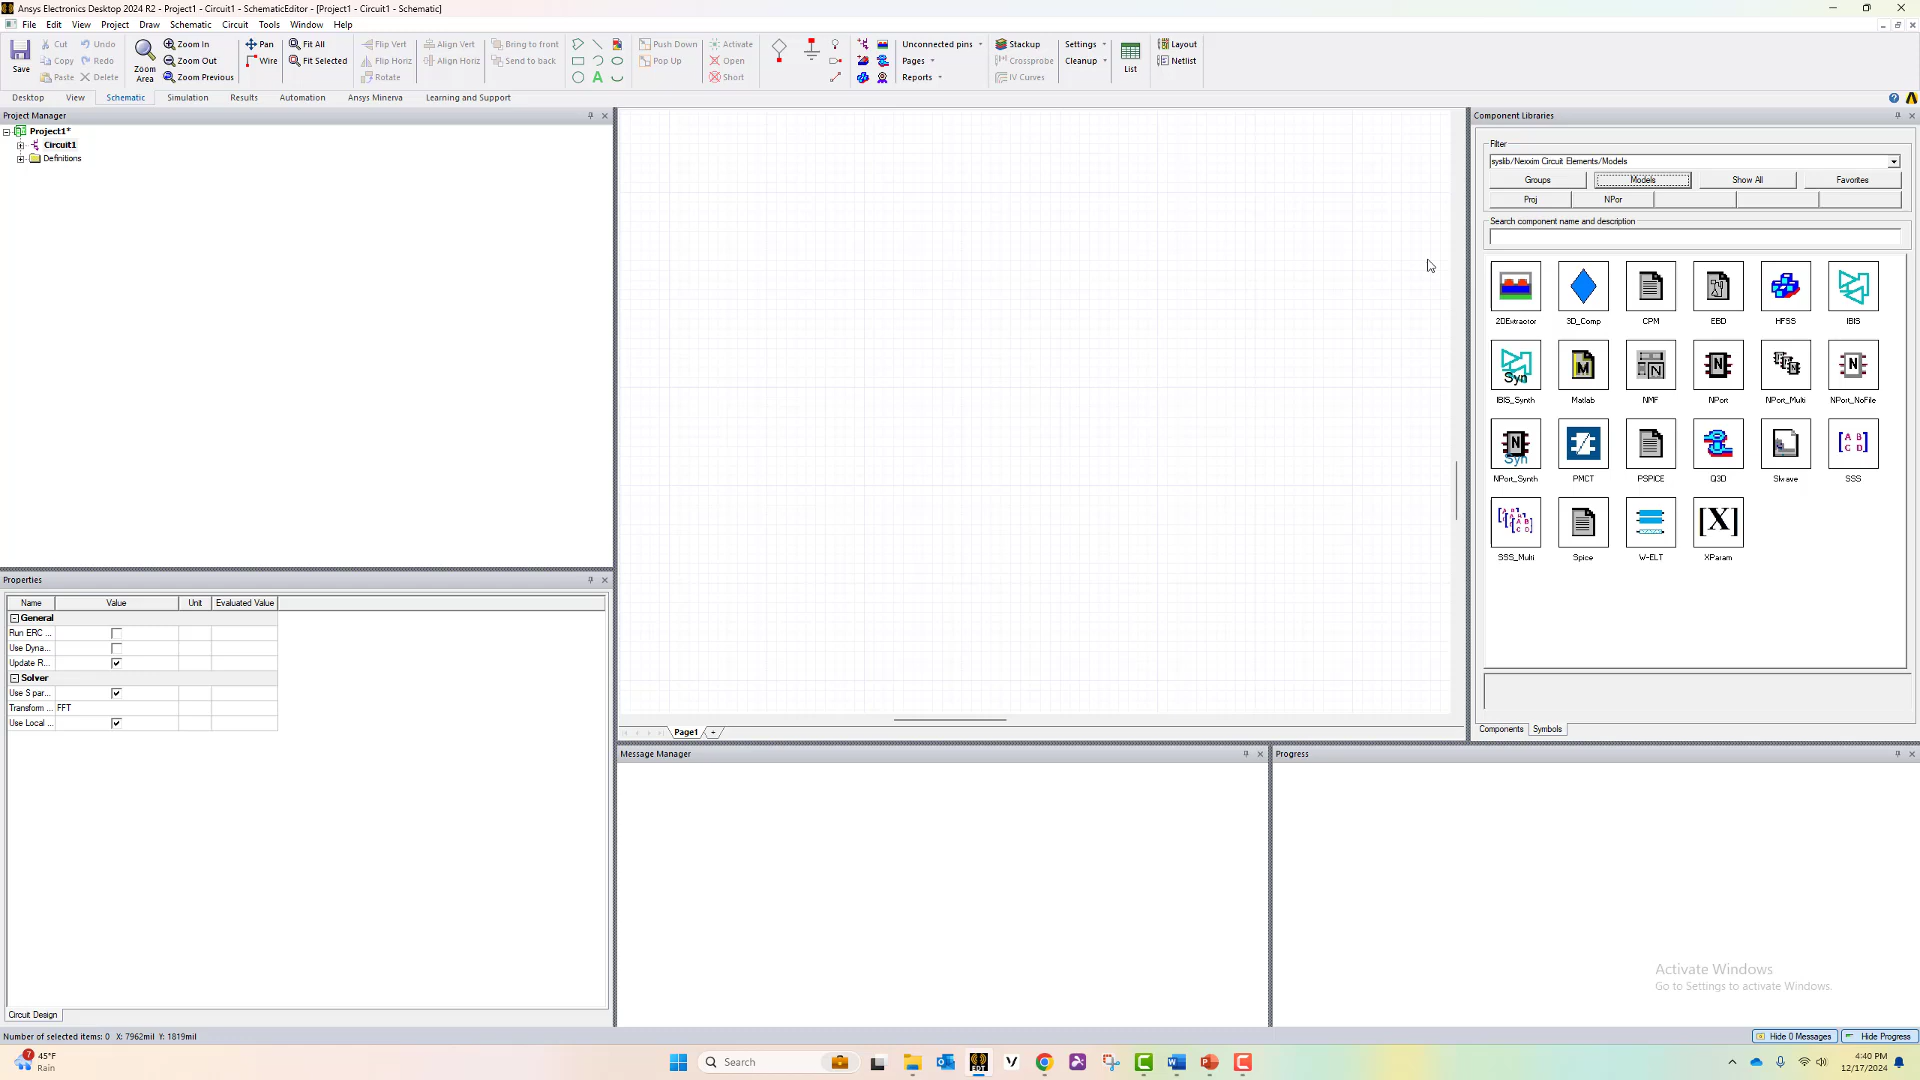 Ansys Electronics Desktop 2024 R2 - Project1 - Circuit1 - SchematicEditor - [Project1 - Circuit1 - Schematic]
File Edit View Project Draw Schematic Circuit Tools Window Help
Save
Cut
Copy
Paste
Undo
Redo
Delete
Zoom Area
Zoom In
Zoom Out
Zoom Previous
Pan
Wire
Fit All
Fit Selected
Flip Vert
Flip Horiz
Rotate
Align Vert
Align Horiz
Bring to front
Send to back
Push Down
Pop Up
Activate
Open
Short
Unconnected pins
Pages
Reports
Stackup
Crossprobe
IV Curves
Settings
Cleanup
List
Layout
Netlist
Desktop View Schematic Simulation Results Automation Ansys Minerva Learning and Support
Project Manager
Project1*
Circuit1
Definitions
Properties
Name Value Unit Evaluated Value
General
Run ERC ...
Use Dyna...
Update R...
Solver
Use S par...
Transform ... FFT
Use Local ...
Circuit Design
Page1 +
Message Manager
Progress
Component Libraries
Filter
syslib/Nexxim Circuit Elements/Models
Groups Models Show All Favorites
Proj NPor
Search component name and description
2DExtractor 3D_Comp CPM EBD HFSS IBIS
Syn M N N N
IBIS_Synth Matlab NMF NPort NPort_Multi NPort_NoFile
N Syn [A B C D]
NPort_Synth PMCT PSPICE Q3D SIwave SSS
[X]
SSS_Multi Spice W-ELT XParam
Components Symbols
Activate Windows
Go to Settings to activate Windows.
Number of selected items: 0 X: 7962mil Y: 1819mil
Hide 0 Messages Hide Progress
7 45°F
Rain
Search
EDT
4:40 PM
12/17/2024